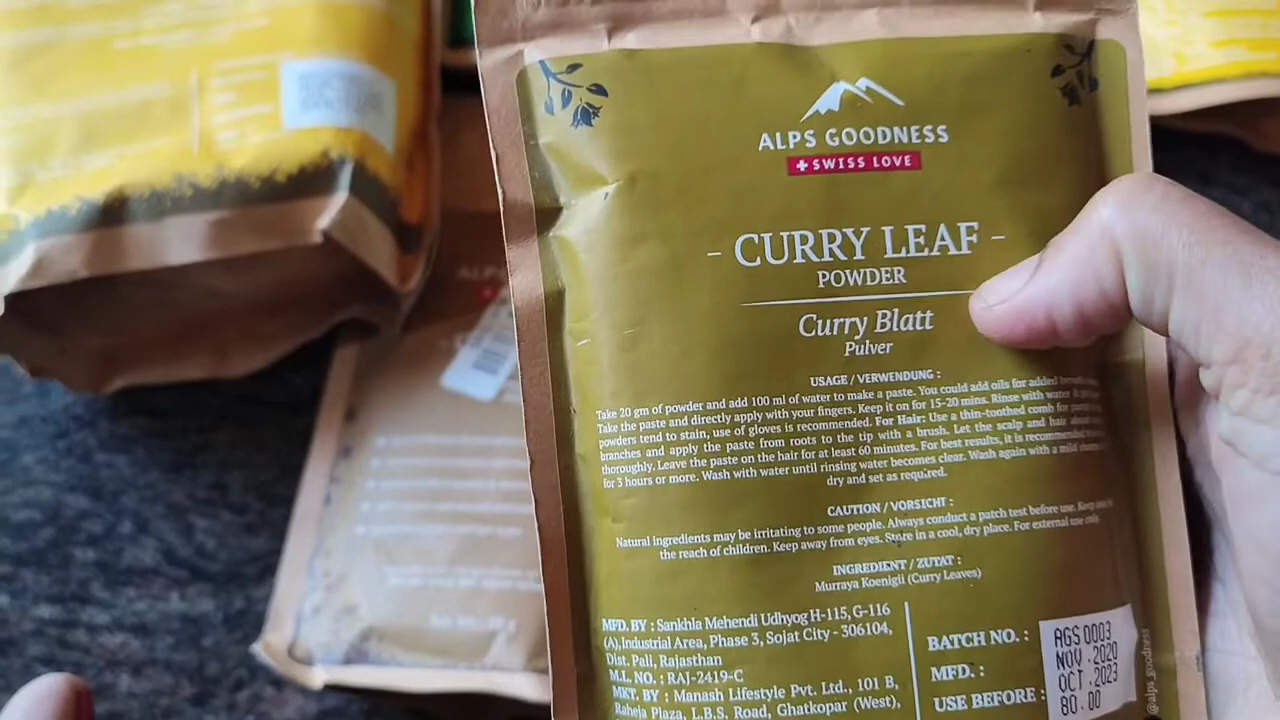 ALPS GOODNESS
SWISS LOVE
- CURRY LEAF -
POWDER
Curry Blatt
Pulver
USAGE / VERWENDUNG :
Take 20 gm of powder and add 100 ml of water to make a paste. You could add oils for added
Take the paste and directly apply with your fingers. Keep it on for 15-20 mins. Rinse with water
powders tend to stain, use of gloves is recommended. For Hair: Use a thin-toothed comb for
branches and apply the paste from roots to the tip with a brush. Let the scalp and hair
thoroughly. Leave the paste on the hair for at least 60 minutes. For best results, it is recommended
for 3 hours or more. Wash with water until rinsing water becomes clear. Wash again with a mild
dry and set as required.
CAUTION / VORSICHT :
Natural ingredients may be irritating to some people. Always conduct a patch test before use. Keep
the reach of children. Keep away from eyes. Store in a cool, dry place. For external use only.
INGREDIENT / ZUTAT :
Murraya Koenigii (Curry Leaves)
MFD. BY : Sankhla Mehendi Udhyog H-115, G-116
(A), Industrial Area, Phase 3, Sojat City - 306104,
Dist. Pali, Rajasthan
M.L. NO. : RAJ-2419-C
MKT. BY : Manash Lifestyle Pvt. Ltd., 101 B,
Raheja Plaza, L.B.S. Road, Ghatkopar (West),
BATCH NO. :
MFD. :
USE BEFORE :
AGS 0003
NOV .2020
OCT .2023
80.00
@alps_goodness